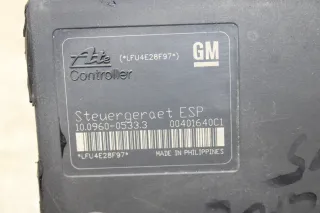 Ate
(*LFU4E28F97*)
GM
Controller
Steuergeraet ESP
10.0960-0533.3
00401640C1
*LFU4E28F97*
MADE IN PHILIPPINES